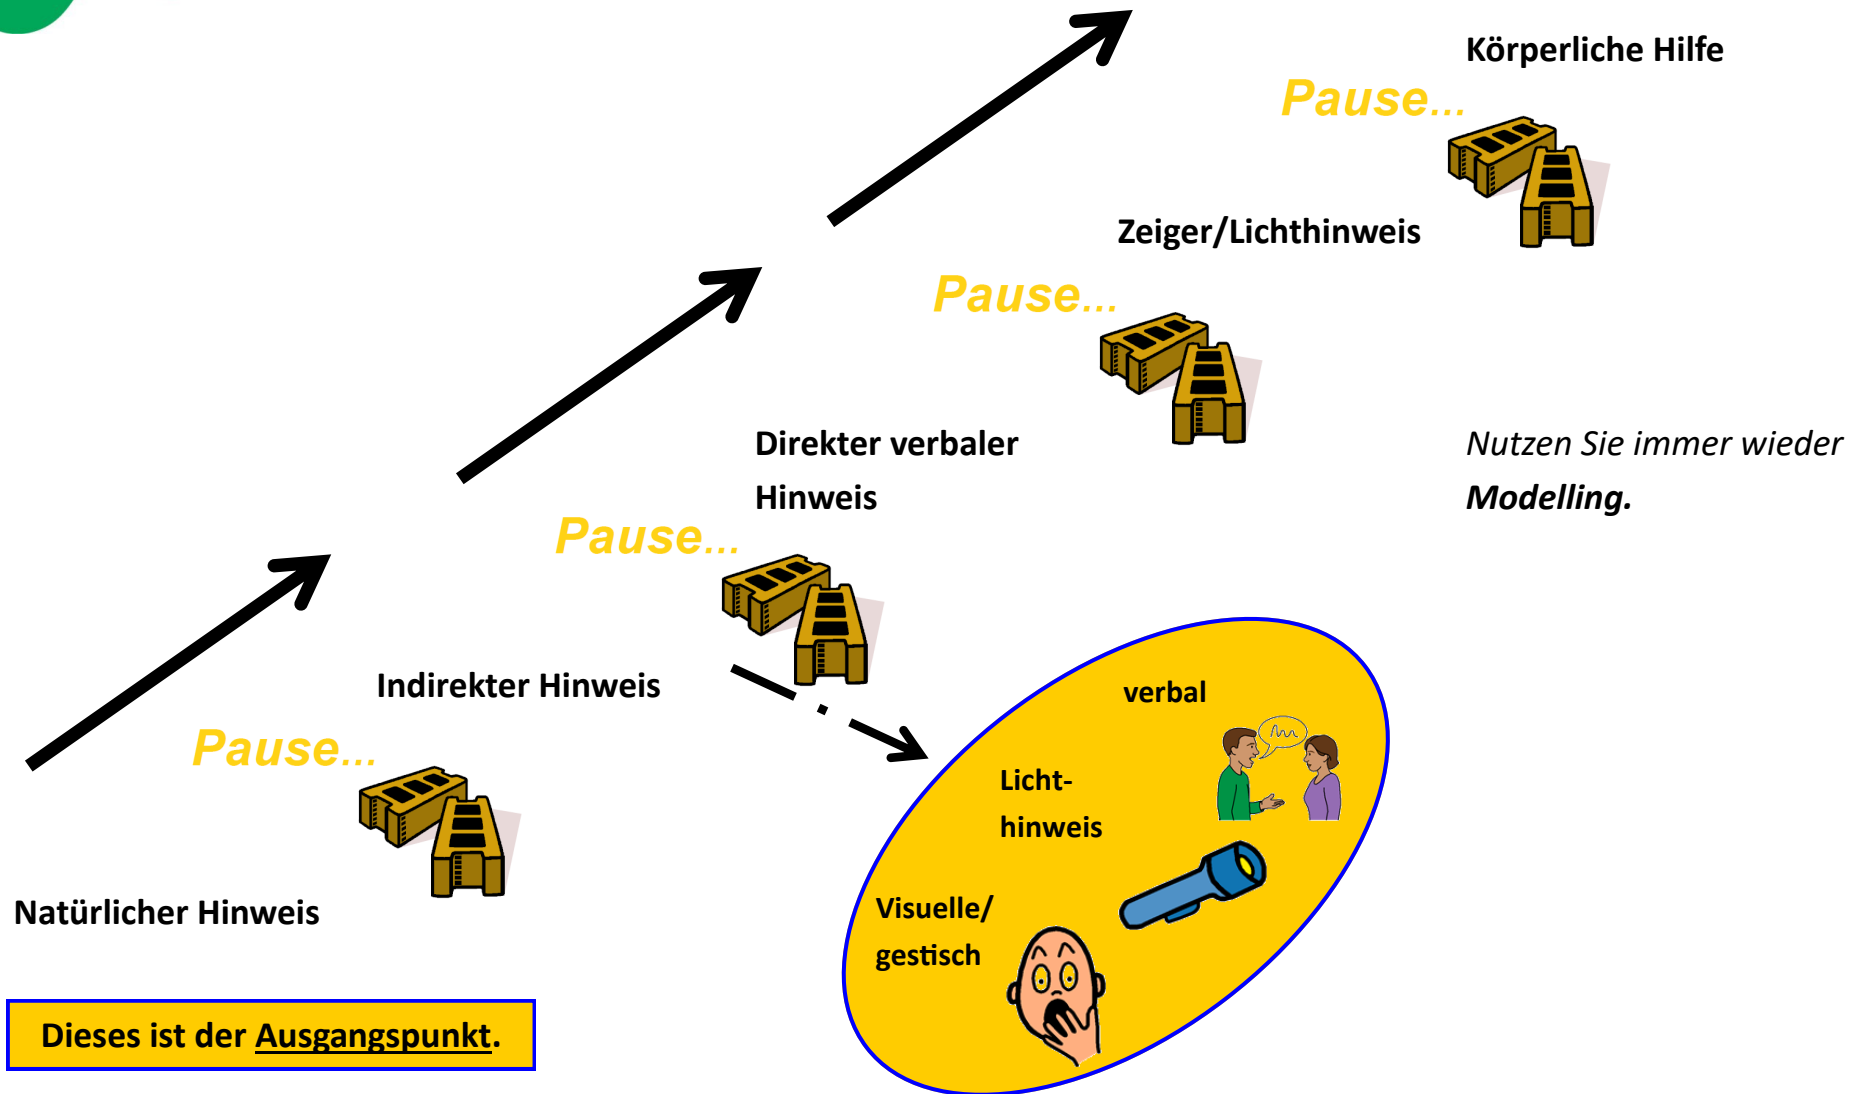 Körperliche Hilfe
Pause...
Zeiger/Lichthinweis
Pause...
Direkter verbaler
Hinweis
Nutzen Sie immer wieder
Modelling.
Pause...
Indirekter Hinweis
Pause...
verbal
Licht-
hinweis
Visuelle/
gestisch
Natürlicher Hinweis
Dieses ist der Ausgangspunkt.